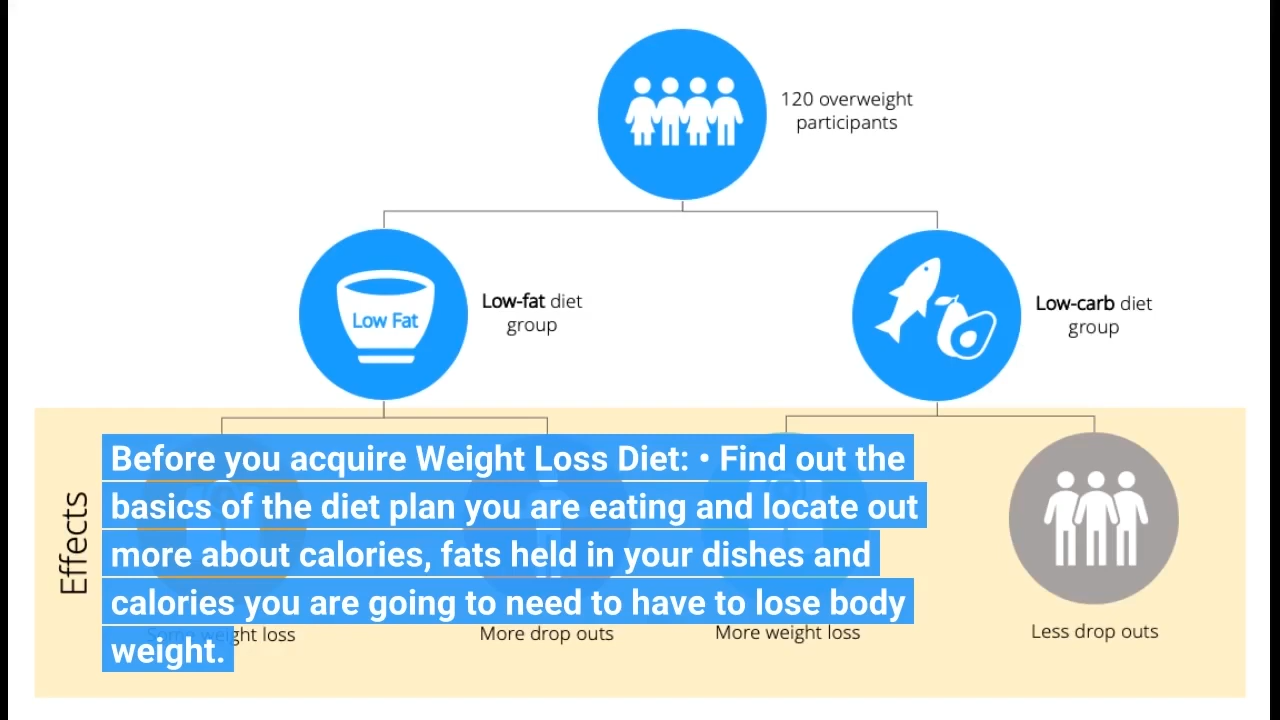 120 overweight
participants
Low Fat
Low-fat diet
group
Low-carb diet
group
Effects
Before you acquire Weight Loss Diet: • Find out the
basics of the diet plan you are eating and locate out
more about calories, fats held in your dishes and
calories you are going to need to have to lose body
weight.
Some weight loss
More drop outs
More weight loss
Less drop outs